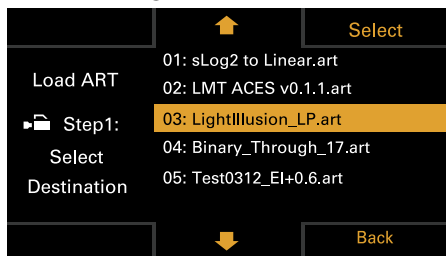 Select
Load ART
Step1:
Select
Destination
01: sLog2 to Linear.art
02: LMT ACES v0.1.1.art
03: LightIllusion_LP.art
04: Binary_Through_17.art
05: Test0312_EI+0.6.art
Back